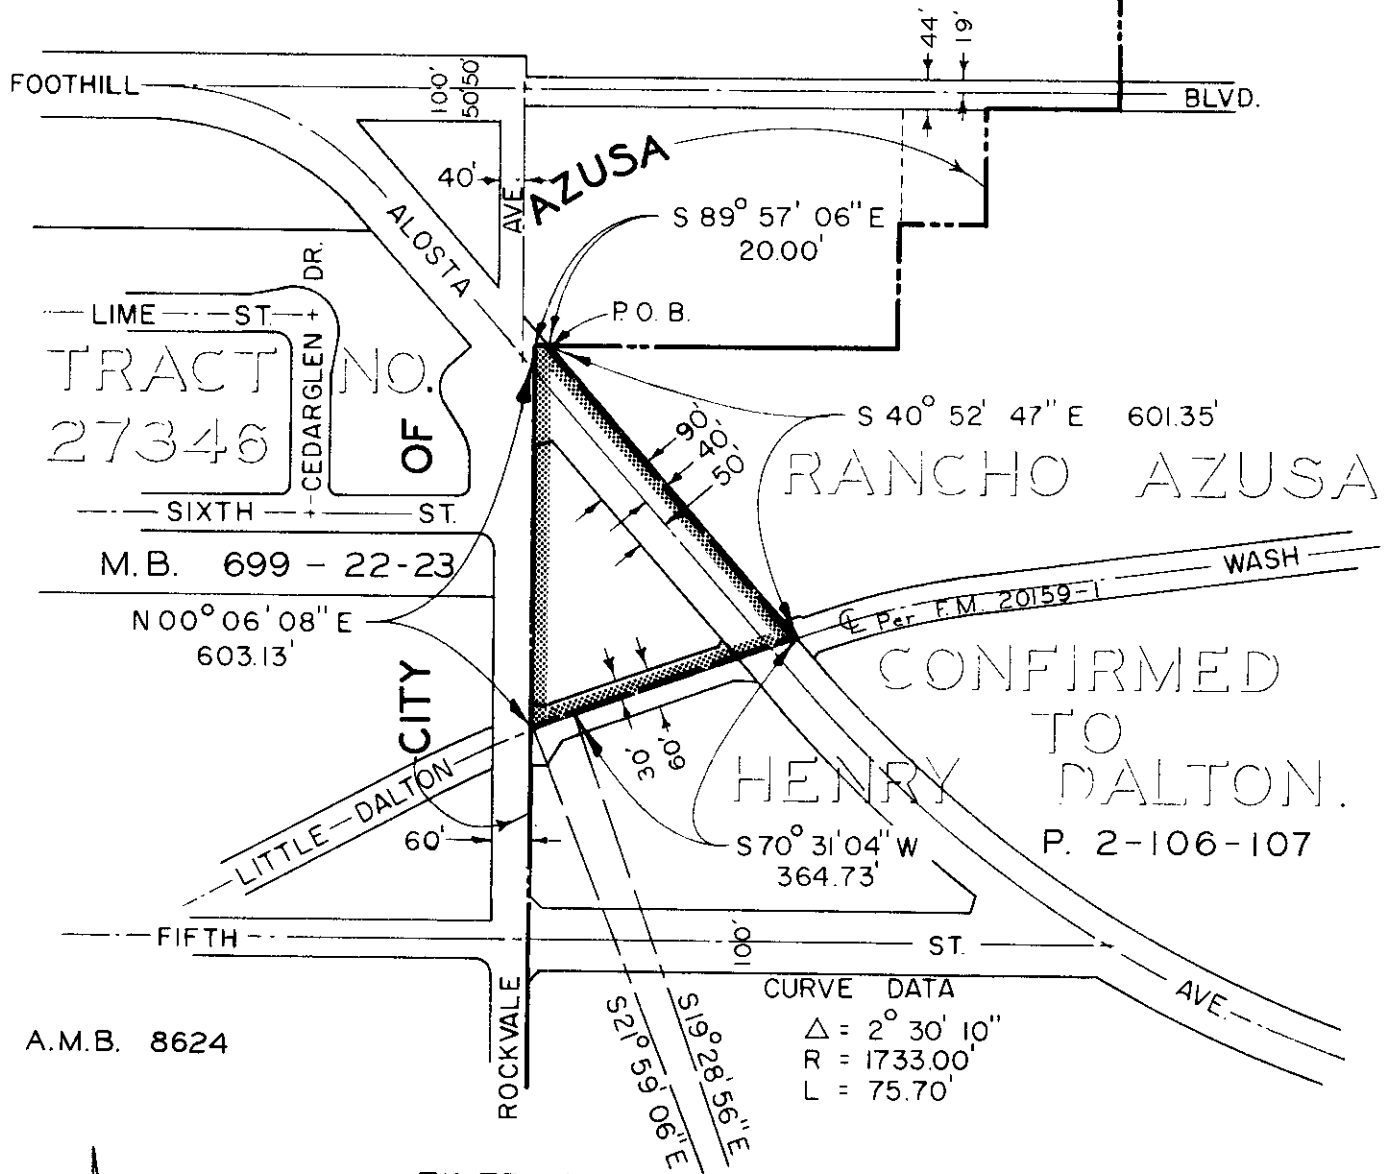 44' 19'
FOOTHILL
100'
50' 50'
BLVD.
40'
AVE.
AZUSA
S 89° 57' 06" E
20.00'
ALOSTA
LIME ST.
CEDARGLEN DR.
P.O.B.
TRACT NO.
27346
OF
S 40° 52' 47" E 601.35'
90'
40'
50'
RANCHO AZUSA
SIXTH ST.
M.B. 699-22-23
WASH
℄ Per F.M. 20159-1
N 00° 06' 08" E
603.13'
CONFIRMED
TO
HENRY DALTON.
P. 2-106-107
CITY
30' 60'
LITTLE DALTON
60'
S 70° 31' 04" W
364.73'
FIFTH ST.
100'
AVE.
ROCKVALE
S 21° 59' 06" E
S 19° 28' 56" E
CURVE DATA
Δ = 2° 30' 10"
R = 1733.00'
L = 75.70'
A.M.B. 8624